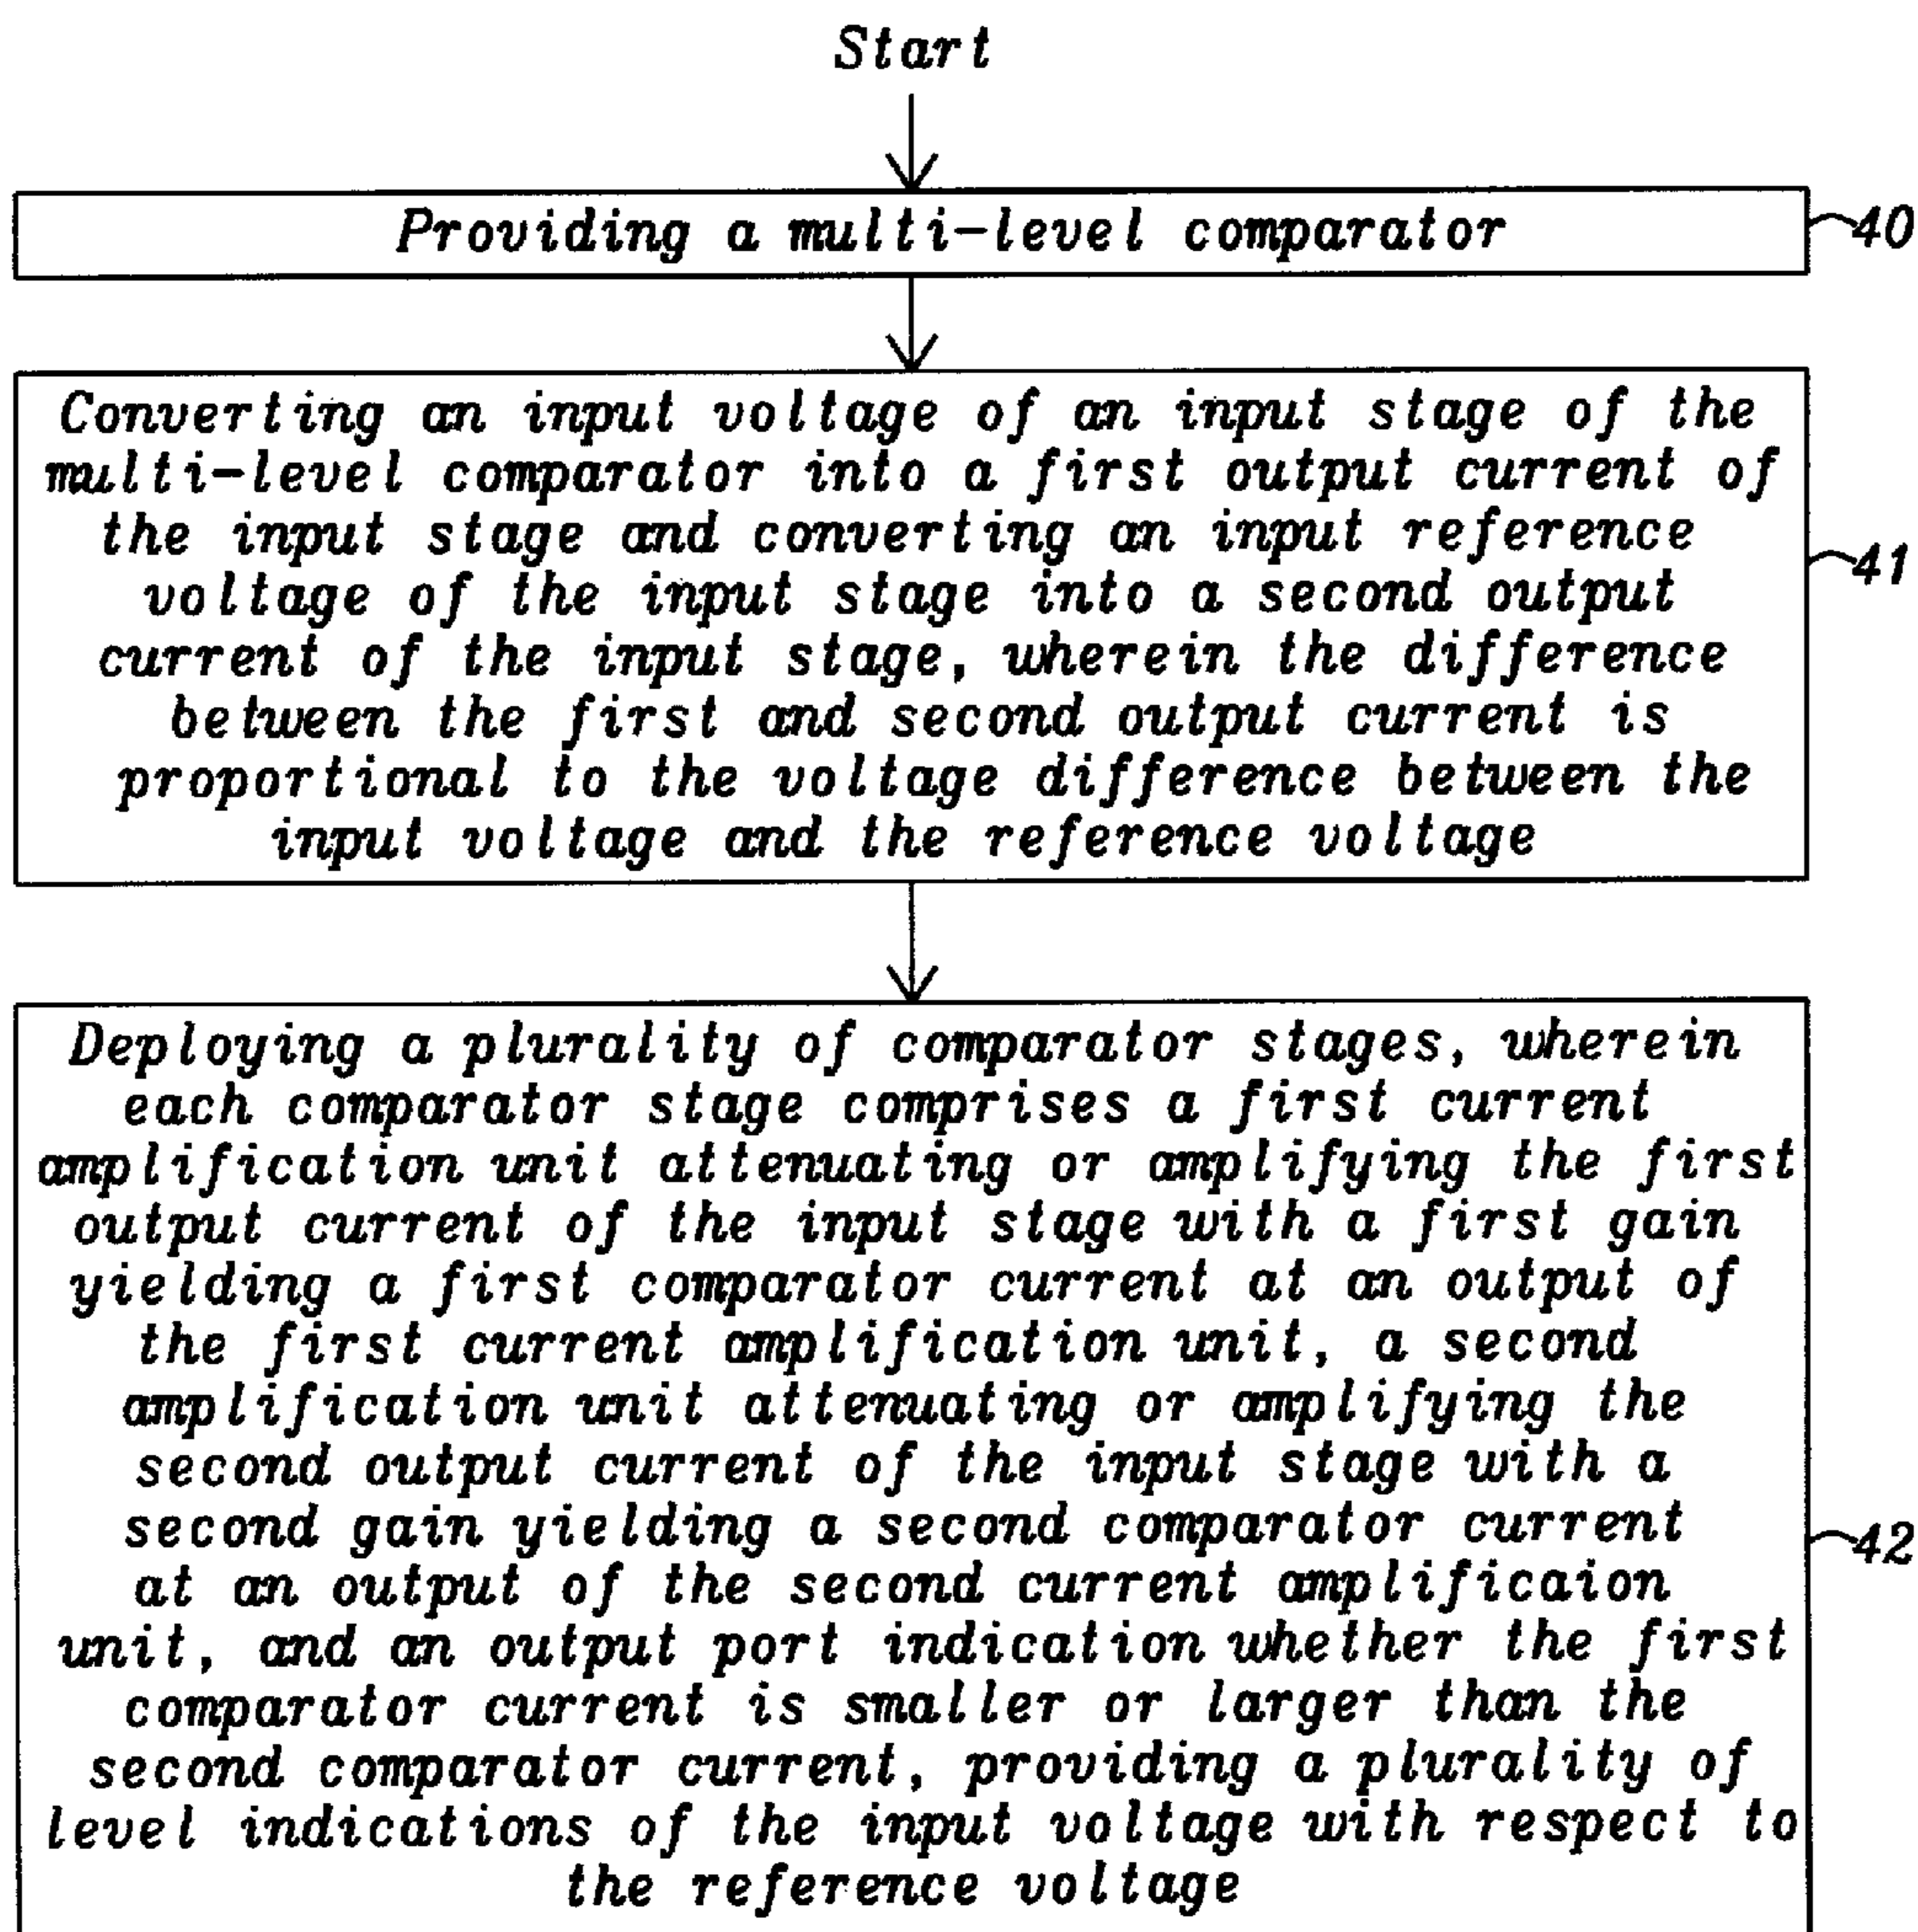 Start
Providing a multi-level comparator
40
Converting an input voltage of an input stage of the
multi-level comparator into a first output current of
the input stage and converting an input reference
voltage of the input stage into a second output
current of the input stage, wherein the difference
between the first and second output current is
proportional to the voltage difference between the
input voltage and the reference voltage
41
Deploying a plurality of comparator stages, wherein
each comparator stage comprises a first current
amplification unit attenuating or amplifying the first
output current of the input stage with a first gain
yielding a first comparator current at an output of
the first current amplification unit, a second
amplification unit attenuating or amplifying the
second output current of the input stage with a
second gain yielding a second comparator current
at an output of the second current amplificaion
unit, and an output port indication whether the first
comparator current is smaller or larger than the
second comparator current, providing a plurality of
level indications of the input voltage with respect to
the reference voltage
42